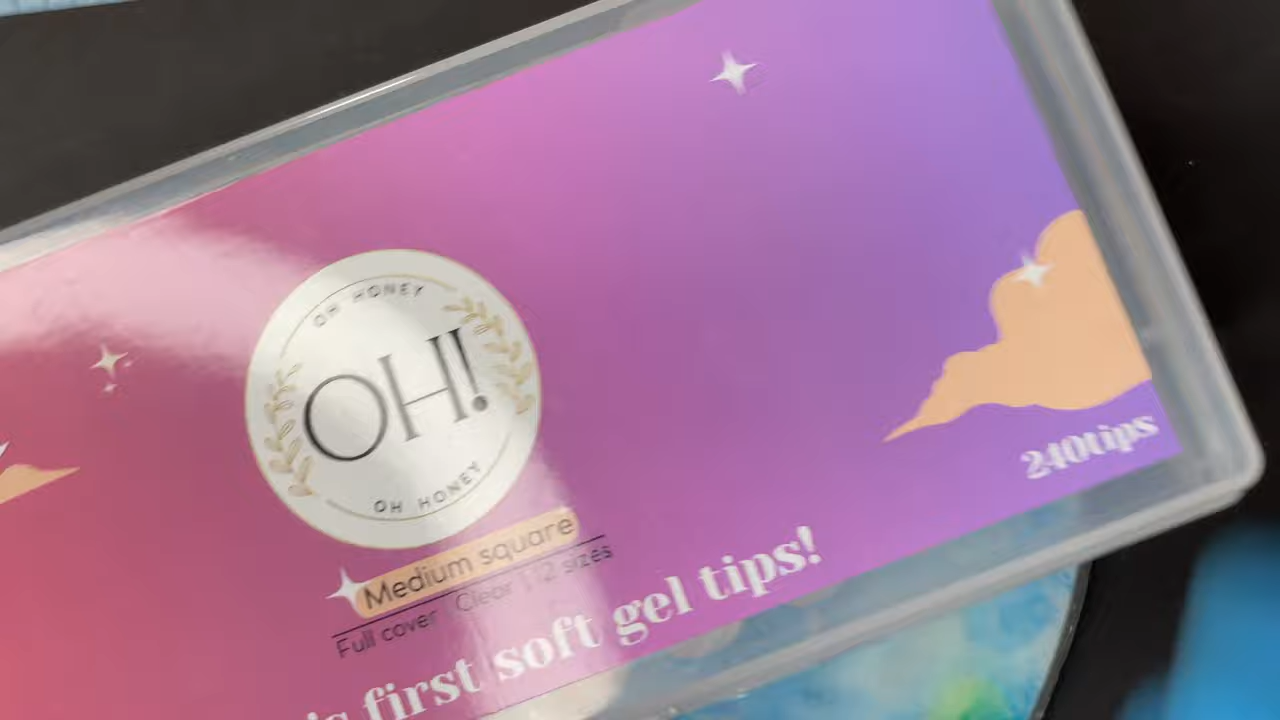 OH HONEY
OH!
OH HONEY
Medium square
Full cover Clear 12 sizes
first soft gel tips!
240tips